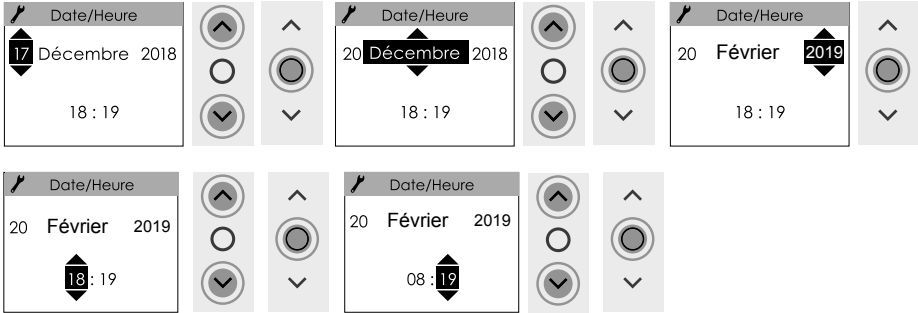 Date/Heure
17 Décembre 2018
18 : 19
Date/Heure
20 Décembre 2018
18 : 19
Date/Heure
20 Février 2019
18 : 19
Date/Heure
20 Février 2019
18 : 19
Date/Heure
20 Février 2019
08 : 19